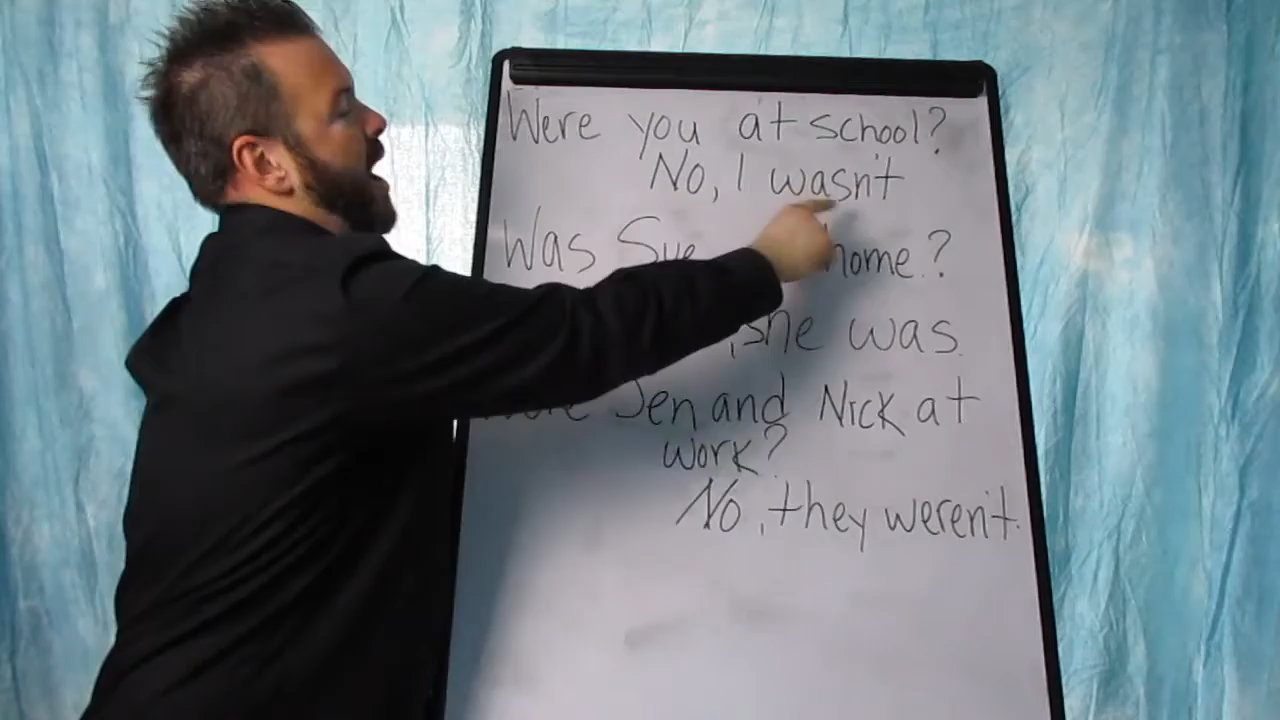 Were you at school?
No, I wasn't
Was Sue home?
, she was.
Jen and Nick at
work?
No, they weren't.